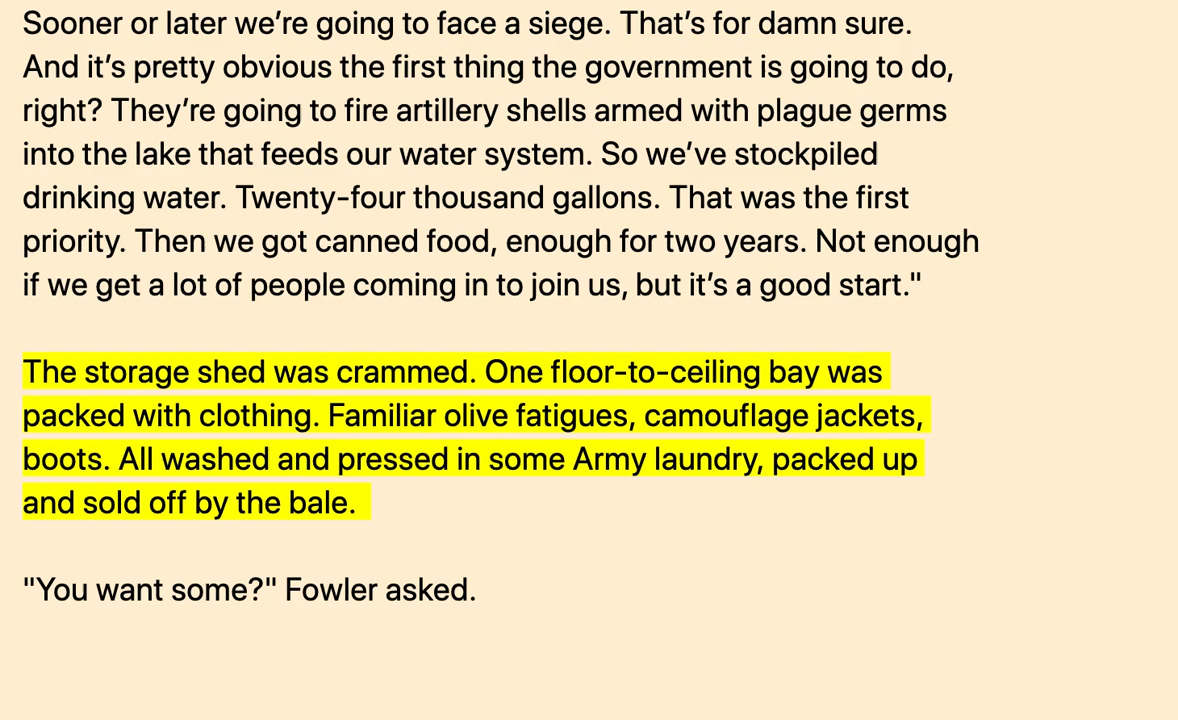 Sooner or later we’re going to face a siege. That’s for damn sure.
And it’s pretty obvious the first thing the government is going to do,
right? They’re going to fire artillery shells armed with plague germs
into the lake that feeds our water system. So we’ve stockpiled
drinking water. Twenty-four thousand gallons. That was the first
priority. Then we got canned food, enough for two years. Not enough
if we get a lot of people coming in to join us, but it’s a good start."
The storage shed was crammed. One floor-to-ceiling bay was
packed with clothing. Familiar olive fatigues, camouflage jackets,
boots. All washed and pressed in some Army laundry, packed up
and sold off by the bale.
"You want some?" Fowler asked.